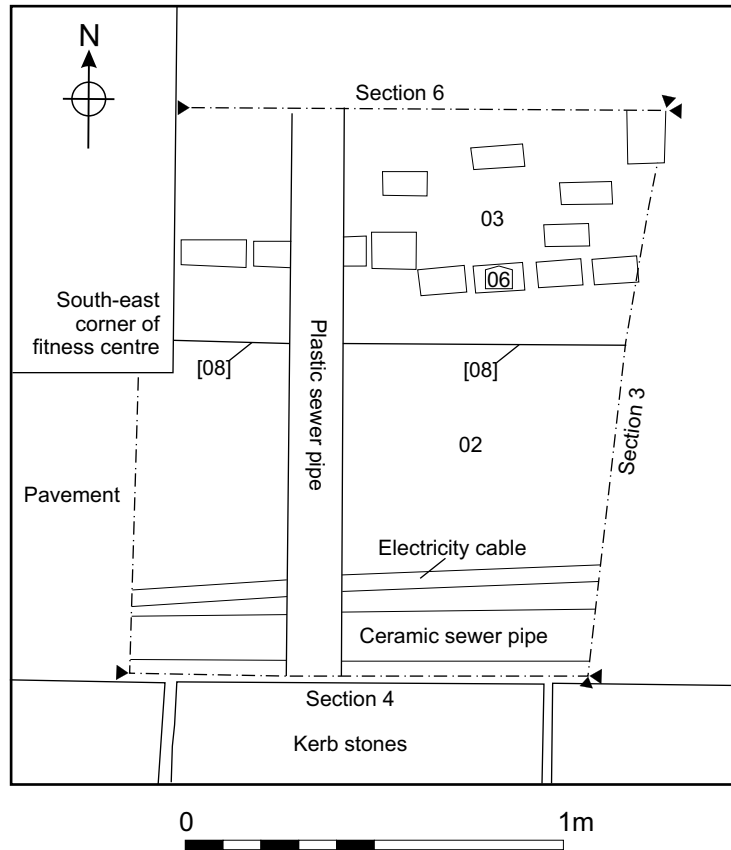 N
Section 6
03
06
South-east
corner of
fitness centre
[08]
[08]
Plastic sewer pipe
Section 3
02
Pavement
Electricity cable
Ceramic sewer pipe
Section 4
Kerb stones
0
1m